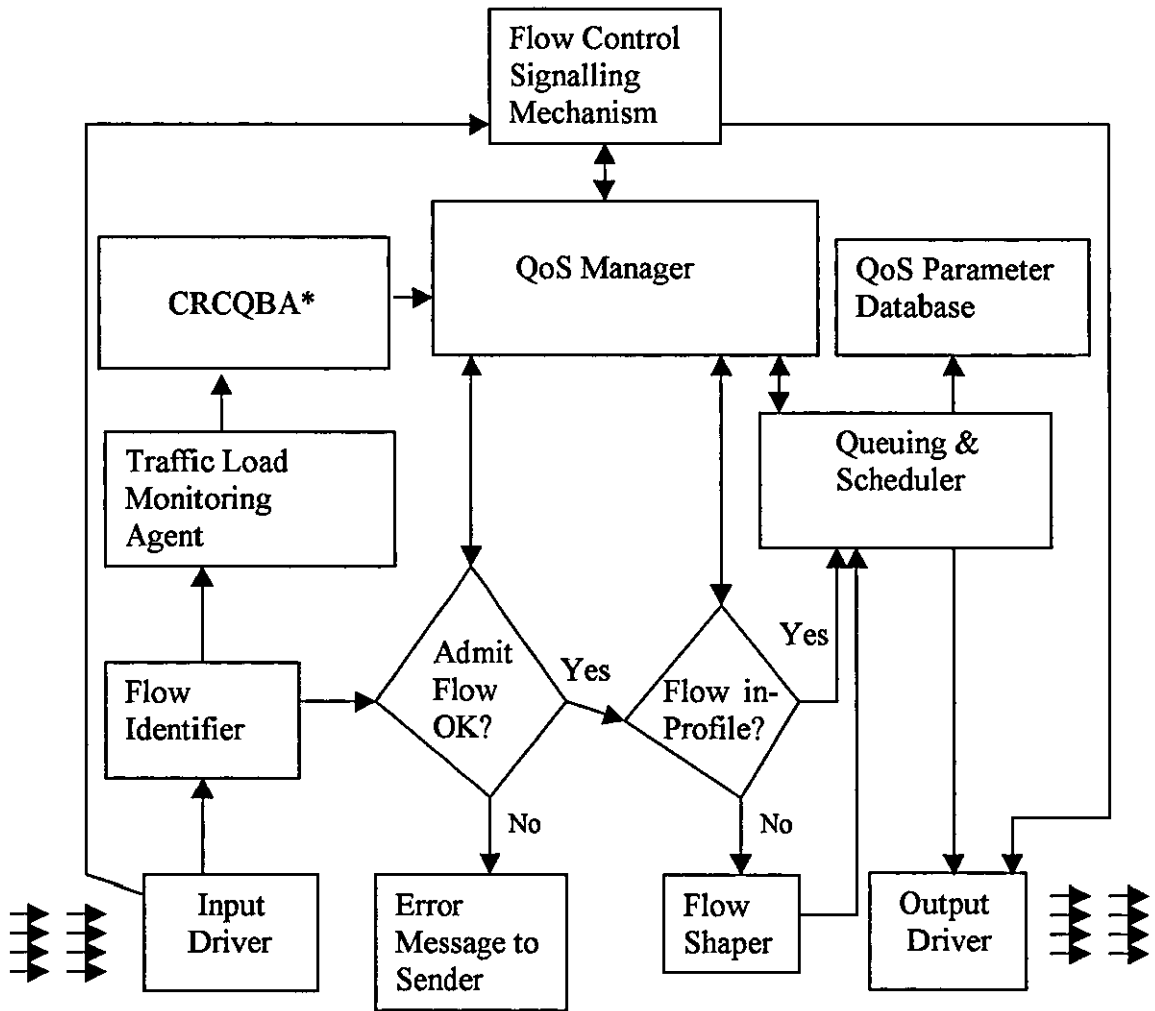 Flow Control
Signalling
Mechanism
QoS Manager
CRCQBA*
QoS Parameter
Database
Traffic Load
Monitoring
Agent
Queuing &
Scheduler
Flow
Identifier
Admit
Flow
OK?
Yes
Flow in-
Profile?
Yes
No
No
Input
Driver
Error
Message to
Sender
Flow
Shaper
Output
Driver